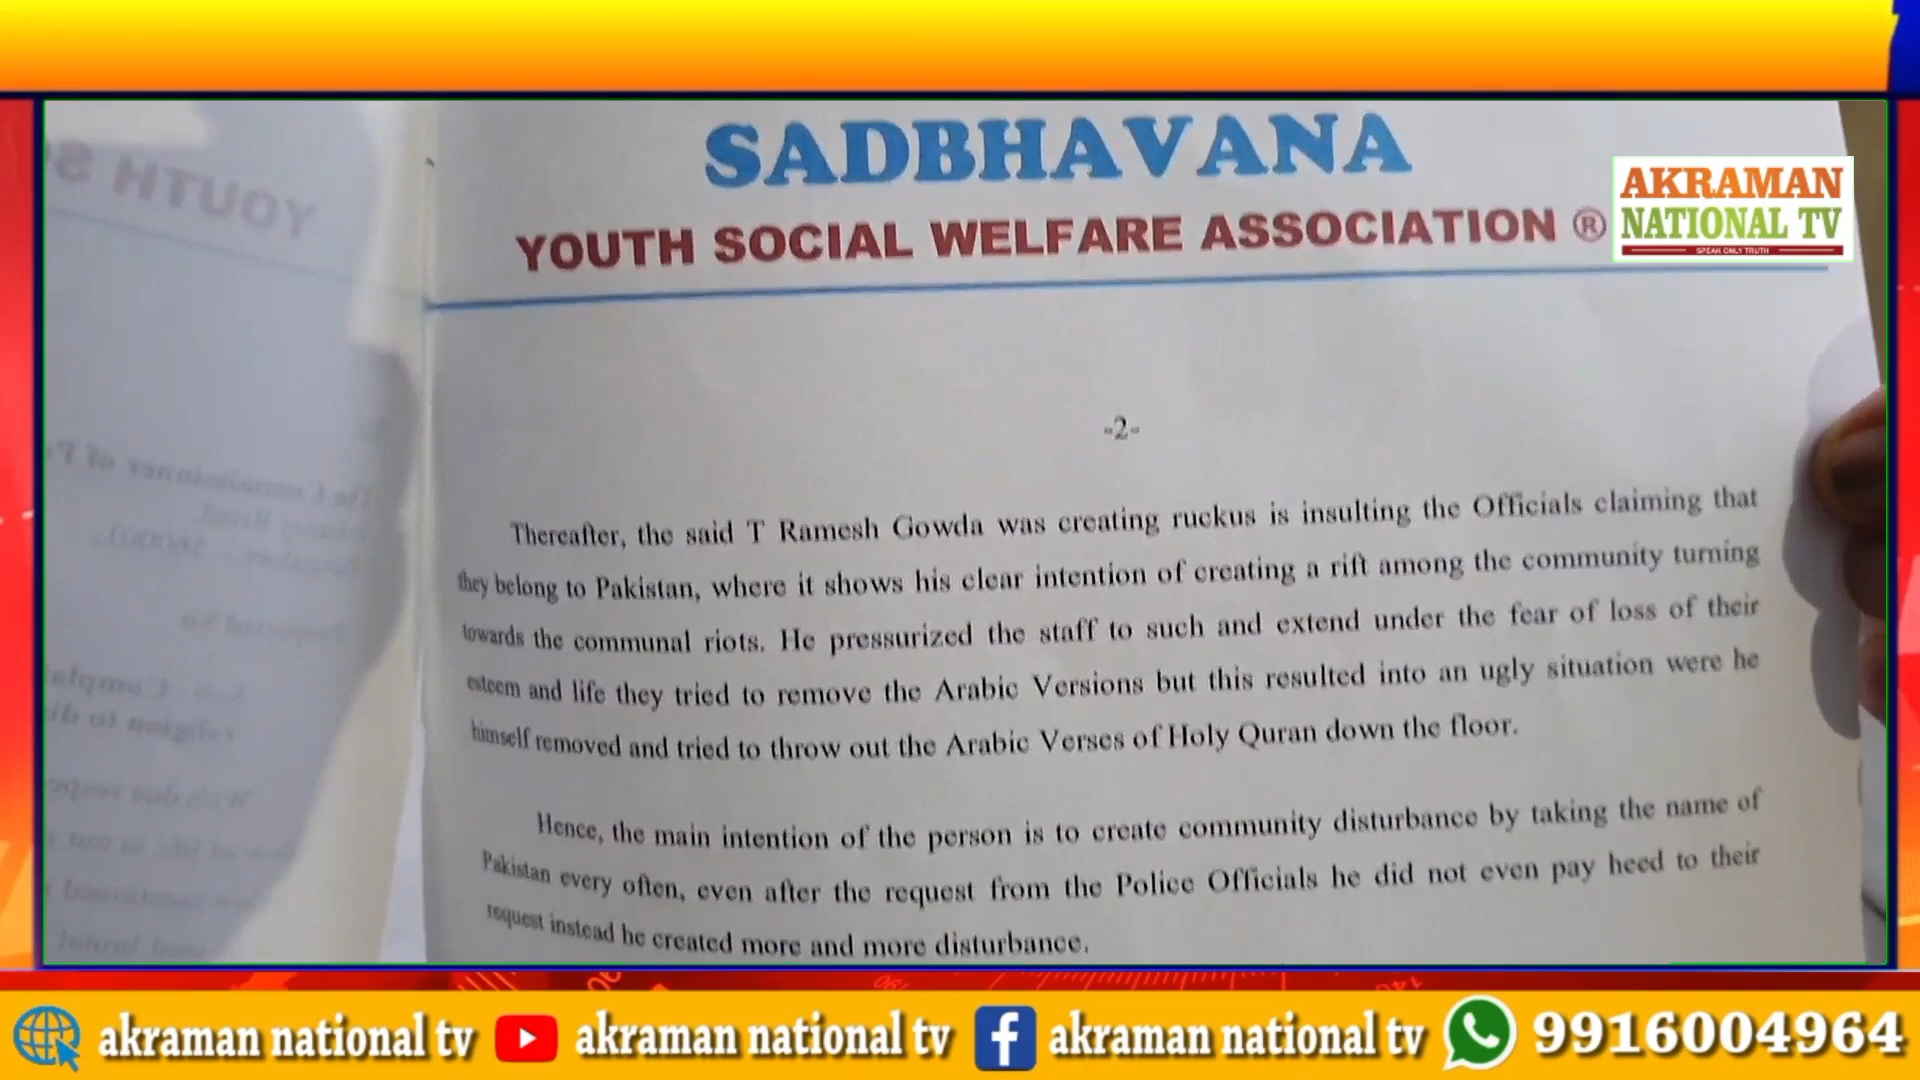 SADBHAVANA
YOUTH SOCIAL WELFARE ASSOCIATION ®
AKRAMAN
NATIONAL TV
SPEAK ONLY TRUTH
-2-
Thereafter, the said T Ramesh Gowda was creating ruckus is insulting the Officials claiming that
they belong to Pakistan, where it shows his clear intention of creating a rift among the community turning
towards the communal riots. He pressurized the staff to such and extend under the fear of loss of their
esteem and life they tried to remove the Arabic Versions but this resulted into an ugly situation were he
himself removed and tried to throw out the Arabic Verses of Holy Quran down the floor.
Hence, the main intention of the person is to create community disturbance by taking the name of
Pakistan every often, even after the request from the Police Officials he did not even pay heed to their
request instead he created more and more disturbance.
YOUTH
The Commissioner of
akraman national tv akraman national tv akraman national tv 9916004964